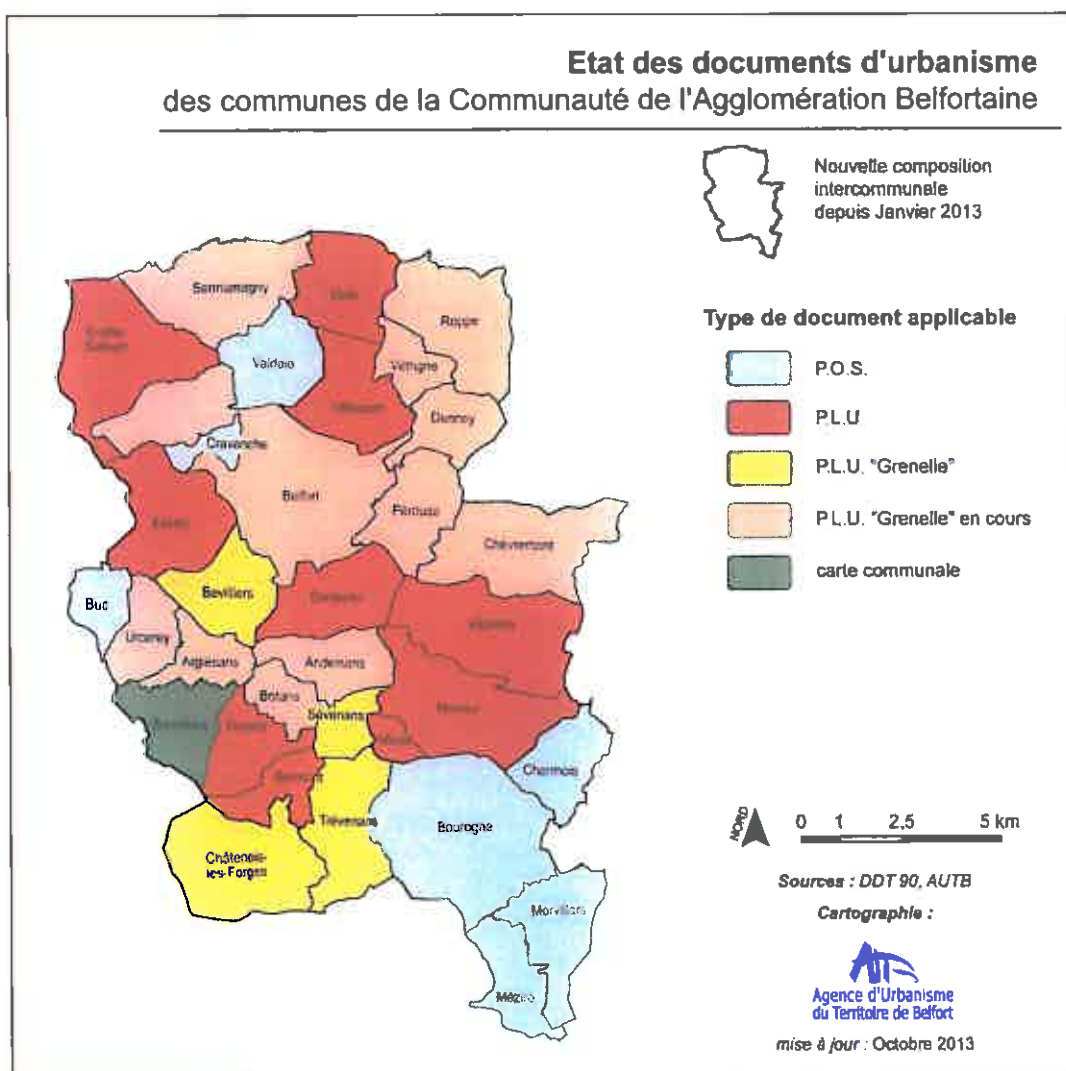 Etat des documents d'urbanisme
des communes de la Communauté de l'Agglomération Belfortaine
Nouvelle composition
intercommunale
depuis Janvier 2013
Type de document applicable
P.O.S.
P.L.U
P.L.U. "Grenelle"
P.L.U. "Grenelle" en cours
carte communale
Sermamagny
Roppe
Valdoie
Vétrigne
Denney
Cravanche
Belfort
Pérouse
Chèvremont
Bavilliers
Buc
Urcerey
Argiésans
Andelnans
Botans
Sévenans
Charmois
Trévenans
Bourogne
Châtenois-
les-Forges
Morvillars
Méziré
NORD
0 1 2,5 5 km
Sources : DDT 90, AUTB
Cartographie :
Agence d'Urbanisme
du Territoire de Belfort
mise à jour : Octobre 2013